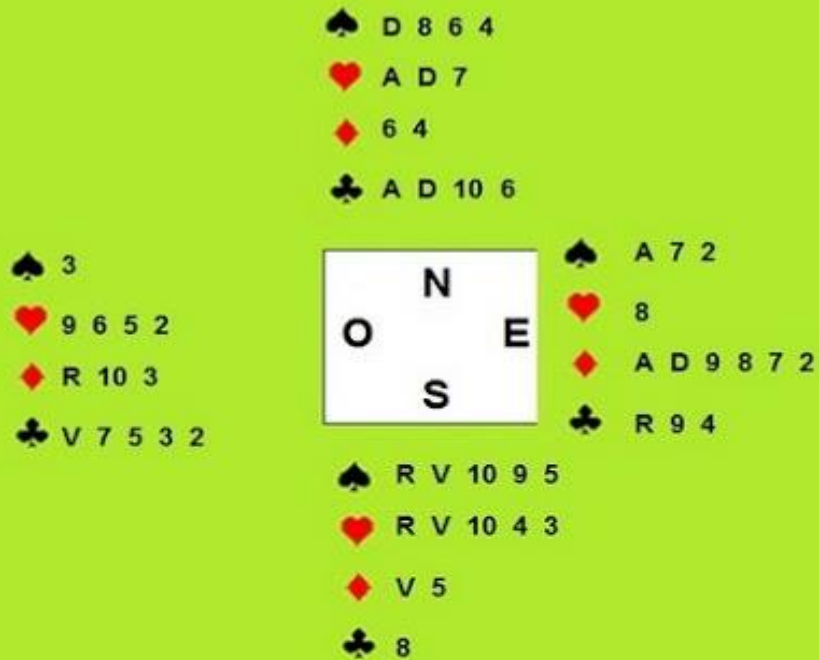 ♠ D 8 6 4
♥ A D 7
♦ 6 4
♣ A D 10 6
♠ 3
♥ 9 6 5 2
♦ R 10 3
♣ V 7 5 3 2
N
O E
S
♠ A 7 2
♥ 8
♦ A D 9 8 7 2
♣ R 9 4
♠ R V 10 9 5
♥ R V 10 4 3
♦ V 5
♣ 8